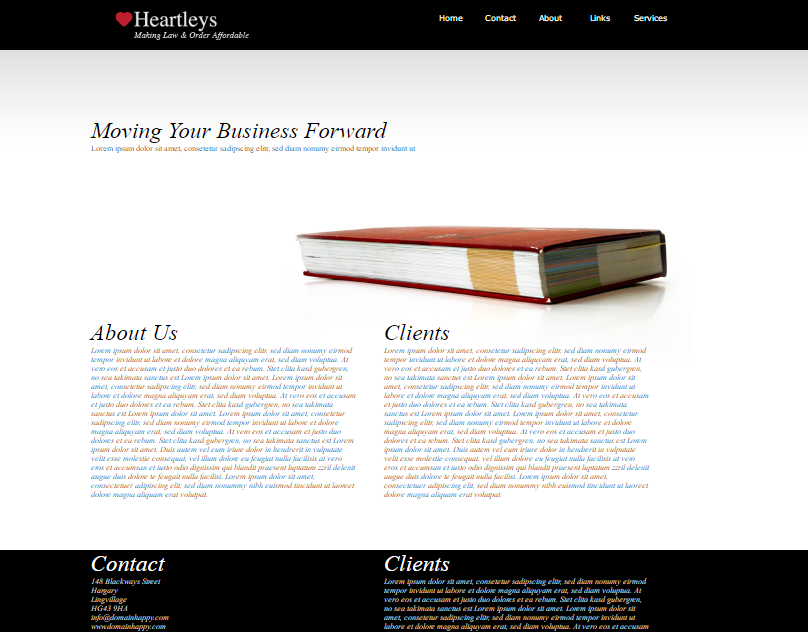 Heartleys
Making Law & Order Affordable
Home Contact About Links Services
Moving Your Business Forward
Lorem ipsum dolor sit amet, consetetur sadipscing elitr, sed diam nonumy eirmod tempor invidunt ut
About Us
Lorem ipsum dolor sit amet, consetetur sadipscing elitr, sed diam nonumy eirmod
tempor invidunt ut labore et dolore magna aliquyam erat, sed diam voluptua. At
vero eos et accusam et justo duo dolores et ea rebum. Stet clita kasd gubergren,
no sea takimata sanctus est Lorem ipsum dolor sit amet. Lorem ipsum dolor sit
amet, consetetur sadipscing elitr, sed diam nonumy eirmod tempor invidunt ut
labore et dolore magna aliquyam erat, sed diam voluptua. At vero eos et accusam
et justo duo dolores et ea rebum. Stet clita kasd gubergren, no sea takimata
sanctus est Lorem ipsum dolor sit amet. Lorem ipsum dolor sit amet, consetetur
sadipscing elitr, sed diam nonumy eirmod tempor invidunt ut labore et dolore
magna aliquyam erat, sed diam voluptua. At vero eos et accusam et justo duo
dolores et ea rebum. Stet clita kasd gubergren, no sea takimata sanctus est Lorem
ipsum dolor sit amet. Duis autem vel eum iriure dolor in hendrerit in vulputate
velit esse molestie consequat, vel illum dolore eu feugiat nulla facilisis at vero
eros et accumsan et iusto odio dignissim qui blandit praesent luptatum zzril delenit
augue duis dolore te feugait nulla facilisi. Lorem ipsum dolor sit amet,
consectetuer adipiscing elit, sed diam nonummy nibh euismod tincidunt ut laoreet
dolore magna aliquam erat volutpat.
Clients
Lorem ipsum dolor sit amet, consetetur sadipscing elitr, sed diam nonumy eirmod
tempor invidunt ut labore et dolore magna aliquyam erat, sed diam voluptua. At
vero eos et accusam et justo duo dolores et ea rebum. Stet clita kasd gubergren,
no sea takimata sanctus est Lorem ipsum dolor sit amet. Lorem ipsum dolor sit
amet, consetetur sadipscing elitr, sed diam nonumy eirmod tempor invidunt ut
labore et dolore magna aliquyam erat, sed diam voluptua. At vero eos et accusam
et justo duo dolores et ea rebum. Stet clita kasd gubergren, no sea takimata
sanctus est Lorem ipsum dolor sit amet. Lorem ipsum dolor sit amet, consetetur
sadipscing elitr, sed diam nonumy eirmod tempor invidunt ut labore et dolore
magna aliquyam erat, sed diam voluptua. At vero eos et accusam et justo duo
dolores et ea rebum. Stet clita kasd gubergren, no sea takimata sanctus est Lorem
ipsum dolor sit amet. Duis autem vel eum iriure dolor in hendrerit in vulputate
velit esse molestie consequat, vel illum dolore eu feugiat nulla facilisis at vero
eros et accumsan et iusto odio dignissim qui blandit praesent luptatum zzril delenit
augue duis dolore te feugait nulla facilisi. Lorem ipsum dolor sit amet,
consectetuer adipiscing elit, sed diam nonummy nibh euismod tincidunt ut laoreet
dolore magna aliquam erat volutpat.
Contact
148 Blackways Street
Hangary
Lingville
HG43 9HA
info@domainhappy.com
www.domainhappy.com
Clients
Lorem ipsum dolor sit amet, consetetur sadipscing elitr, sed diam nonumy eirmod
tempor invidunt ut labore et dolore magna aliquyam erat, sed diam voluptua. At
vero eos et accusam et justo duo dolores et ea rebum. Stet clita kasd gubergren,
no sea takimata sanctus est Lorem ipsum dolor sit amet. Lorem ipsum dolor sit
amet, consetetur sadipscing elitr, sed diam nonumy eirmod tempor invidunt ut
labore et dolore magna aliquyam erat, sed diam voluptua. At vero eos et accusam